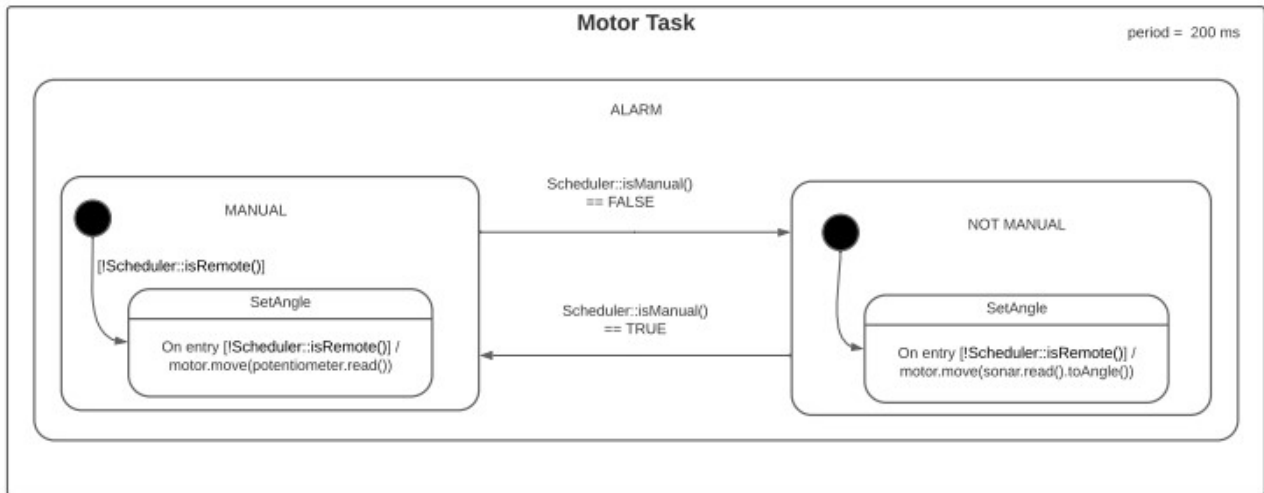 Motor Task
period = 200 ms
ALARM
MANUAL
[!Scheduler::isRemote()]
SetAngle
On entry [!Scheduler::isRemote()] /
motor.move(potentiometer.read())
Scheduler::isManual()
== FALSE
Scheduler::isManual()
== TRUE
NOT MANUAL
SetAngle
On entry [!Scheduler::isRemote()] /
motor.move(sonar.read().toAngle())